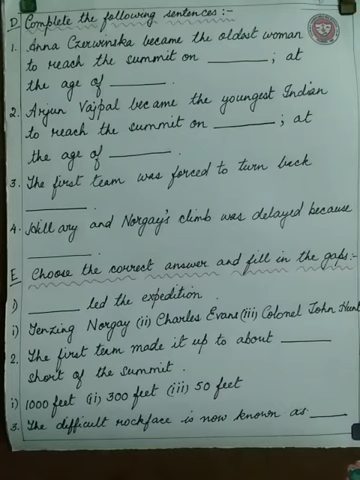 D Complete the following sentences:-
1. Anna Czerwinska became the oldest woman
to reach the summit on ______; at
the age of ______.
2. Arjun Vajpal became the youngest Indian
to reach the summit on ______; at
the age of ______.
3. The first team was forced to turn back
______.
4. Hillary and Norgay's climb was delayed because
______.
E Choose the correct answer and fill in the gaps:-
1) ______ led the expedition.
i) Tenzing Norgay (ii) Charles Evans (iii) Colonel John Hunt
2. The first team made it up to about ______
short of the summit.
i) 1000 feet (ii) 300 feet (iii) 50 feet
3. The difficult rockface is now known as ____